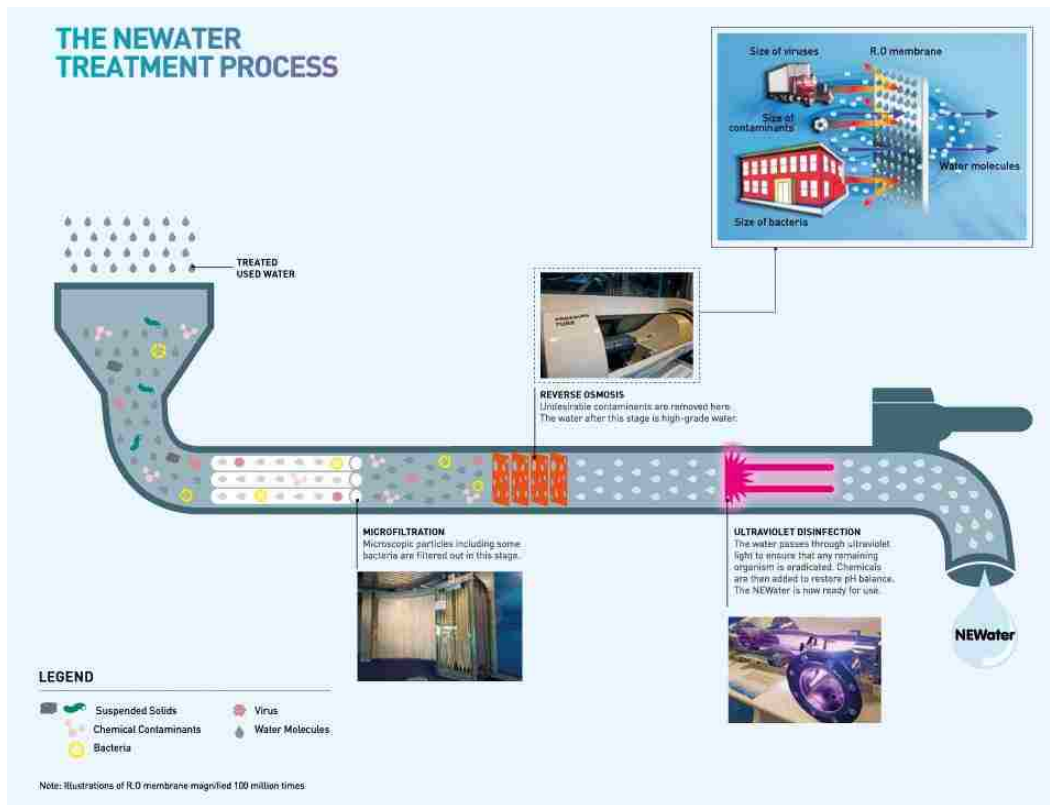 THE NEWATER
TREATMENT PROCESS
Size of viruses
R.O membrane
Size of
contaminants
Water molecules
Size of bacteria
TREATED
USED WATER
PRESSURE
TUBE
REVERSE OSMOSIS
Undesirable contaminants are removed here.
The water after this stage is high-grade water.
MICROFILTRATION
Microscopic particles including some
bacteria are filtered out in this stage.
ULTRAVIOLET DISINFECTION
The water passes through ultraviolet
light to ensure that any remaining
organism is eradicated. Chemicals
are then added to restore pH balance.
The NEWater is now ready for use.
NEWater
LEGEND
Suspended Solids
Chemical Contaminants
Bacteria
Virus
Water Molecules
Note: Illustrations of R.O membrane magnified 100 million times